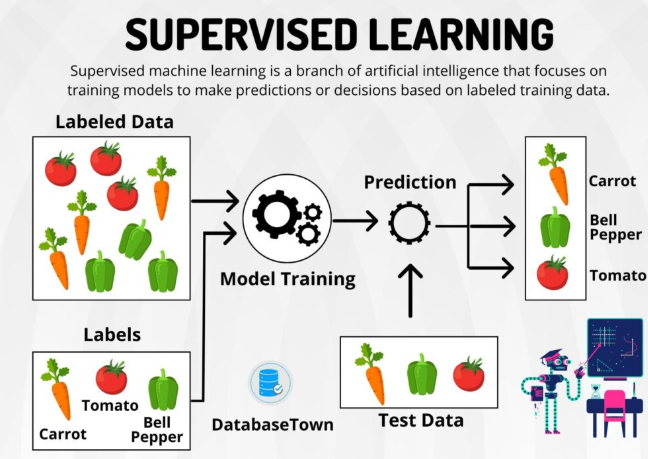 SUPERVISED LEARNING
Supervised machine learning is a branch of artificial intelligence that focuses on
training models to make predictions or decisions based on labeled training data.
Labeled Data
Model Training
Prediction
Carrot
Bell
Pepper
Tomato
Labels
Carrot
Tomato
Bell
Pepper
DatabaseTown
Test Data